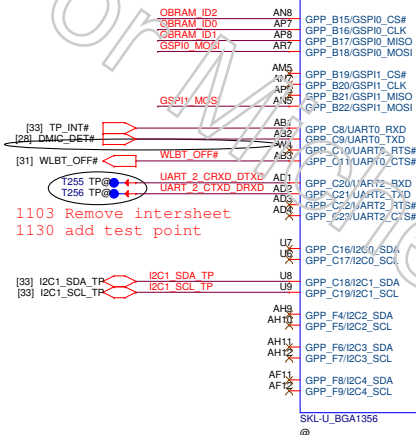 OBRAM_ID2 AN8 GPP_B15/GSPI0_CS#
OBRAM_ID0 AP7 GPP_B16/GSPI0_CLK
OBRAM_ID1 AP8 GPP_B17/GSPI0_MISO
GSPI0_MOSI AR7 GPP_B18/GSPI0_MOSI
AM5 GPP_B19/GSPI1_CS#
GPP_B20/GSPI1_CLK
GPP_B21/GSPI1_MISO
GSPI1_MOSI AN5 GPP_B22/GSPI1_MOSI
[33] TP_INT# AB1 GPP_C8/UART0_RXD
[28] DMIC_DET# AB2 GPP_C9/UART0_TXD
W4 GPP_C10/UART0_RTS#
[31] WLBT_OFF# WLBT_OFF# AB3 GPP_C11/UART0_CTS#
T255 TP@ UART_2_CRXD_DTXD AD1 GPP_C20/UART2_RXD
T256 TP@ UART_2_CTXD_DRXD AD2 GPP_C21/UART2_TXD
AD3 GPP_C22/UART2_RTS#
AD4 GPP_C23/UART2_CTS#
1103 Remove intersheet
1130 add test point
U7 GPP_C16/I2C0_SDA
U6 GPP_C17/I2C0_SCL
[33] I2C1_SDA_TP I2C1_SDA_TP U8 GPP_C18/I2C1_SDA
[33] I2C1_SCL_TP I2C1_SCL_TP U9 GPP_C19/I2C1_SCL
AH9 GPP_F4/I2C2_SDA
AH10 GPP_F5/I2C2_SCL
AH11 GPP_F6/I2C3_SDA
AH12 GPP_F7/I2C3_SCL
AF11 GPP_F8/I2C4_SDA
AF12 GPP_F9/I2C4_SCL
SKL-U_BGA1356
@